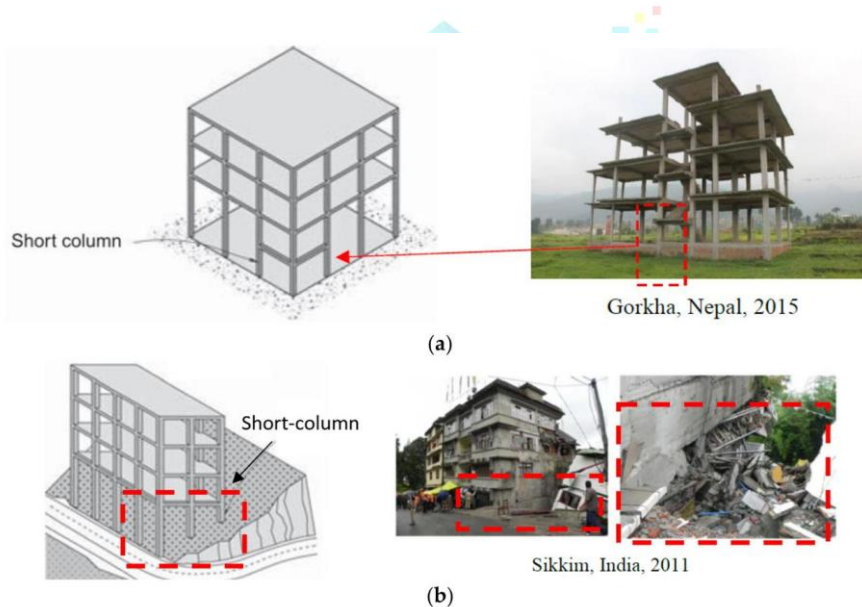 Short column
Gorkha, Nepal, 2015
(a)
Short-column
Sikkim, India, 2011
(b)